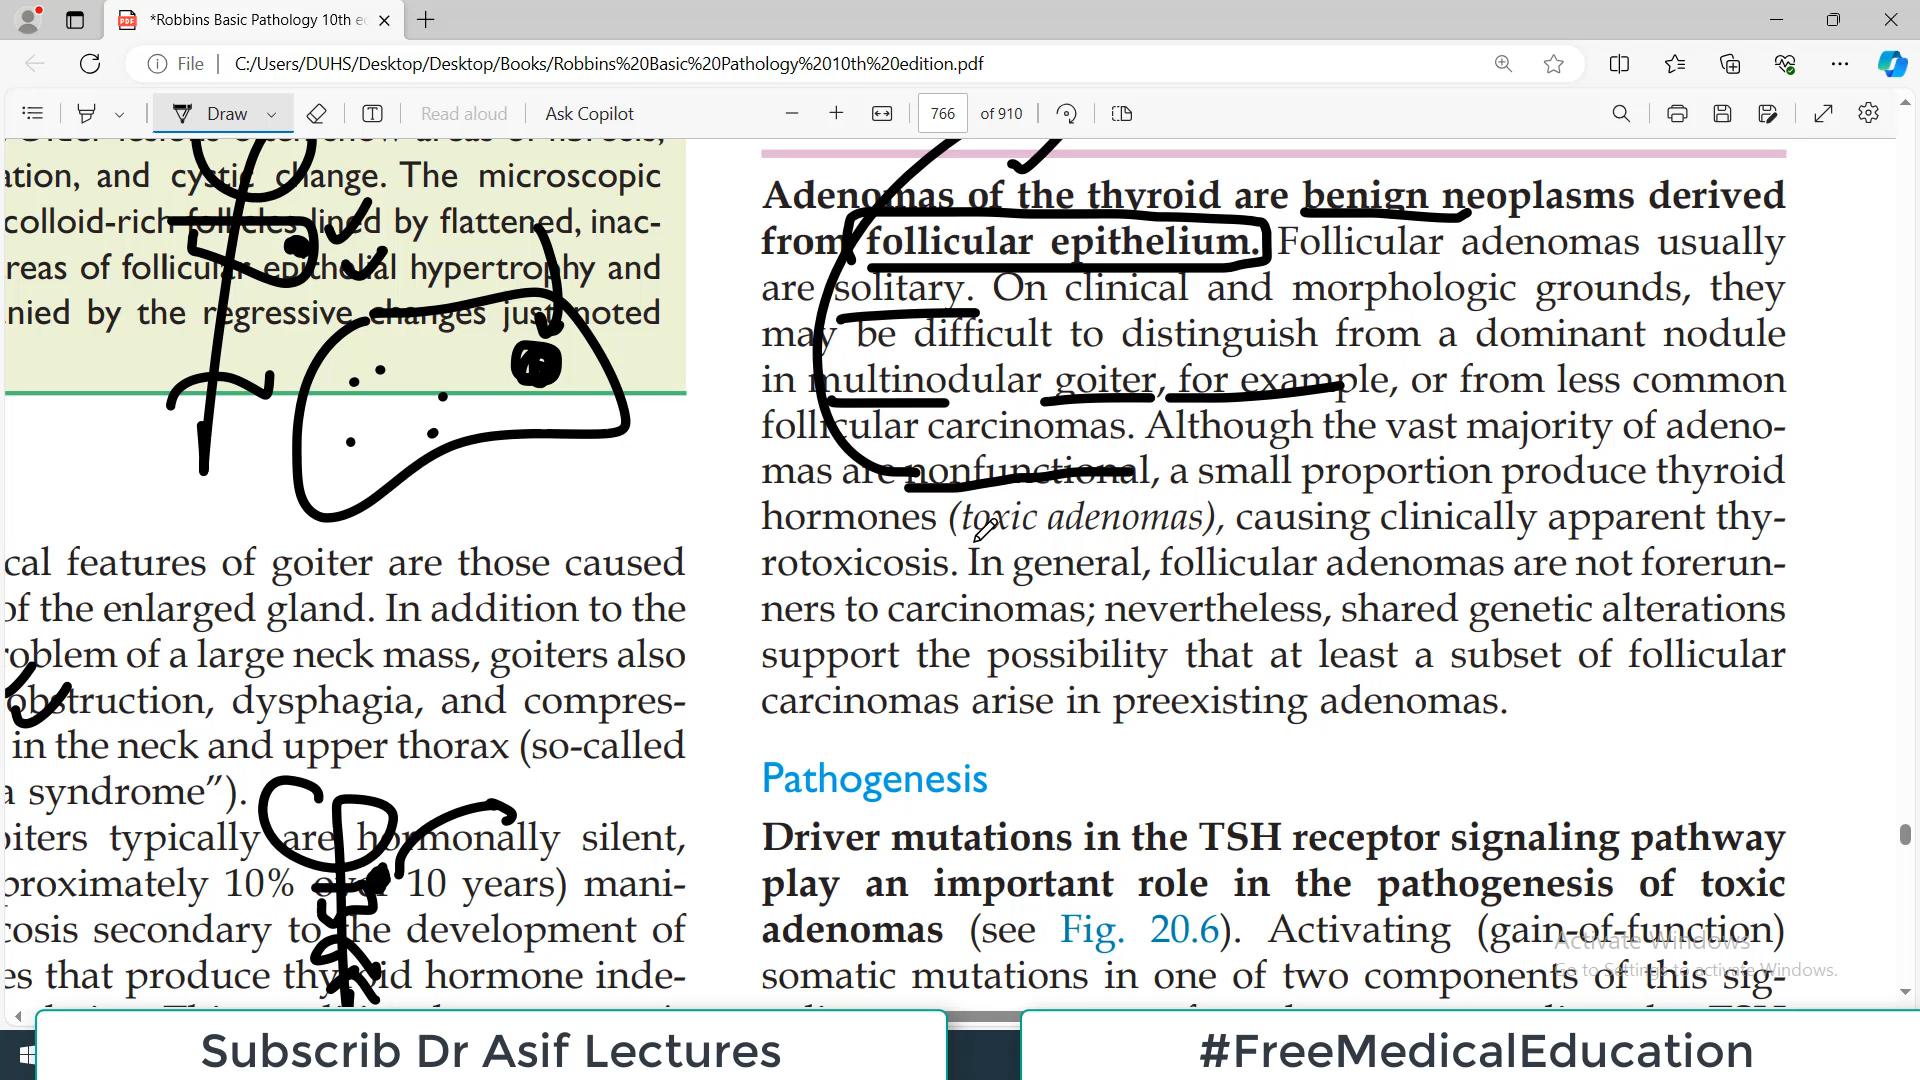 *Robbins Basic Pathology 10th e
File
C:/Users/DUHS/Desktop/Desktop/Books/Robbins%20Basic%20Pathology%2010th%20edition.pdf
Draw
Read aloud
Ask Copilot
766 of 910
ation, and cystic change. The microscopic
colloid-rich follicles lined by flattened, inac-
reas of follicular epithelial hypertrophy and
nied by the regressive changes just noted
cal features of goiter are those caused
of the enlarged gland. In addition to the
roblem of a large neck mass, goiters also
obstruction, dysphagia, and compres-
in the neck and upper thorax (so-called
a syndrome”).
oiters typically are hormonally silent,
proximately 10% over 10 years) mani-
cosis secondary to the development of
es that produce thyroid hormone inde-
Adenomas of the thyroid are benign neoplasms derived
from follicular epithelium. Follicular adenomas usually
are solitary. On clinical and morphologic grounds, they
may be difficult to distinguish from a dominant nodule
in multinodular goiter, for example, or from less common
follicular carcinomas. Although the vast majority of adeno-
mas are nonfunctional, a small proportion produce thyroid
hormones (toxic adenomas), causing clinically apparent thy-
rotoxicosis. In general, follicular adenomas are not forerun-
ners to carcinomas; nevertheless, shared genetic alterations
support the possibility that at least a subset of follicular
carcinomas arise in preexisting adenomas.
Pathogenesis
Driver mutations in the TSH receptor signaling pathway
play an important role in the pathogenesis of toxic
adenomas (see Fig. 20.6). Activating (gain-of-function)
somatic mutations in one of two components of this sig-
Activate Windows
Go to Settings to activate Windows.
Subscrib Dr Asif Lectures
#FreeMedicalEducation